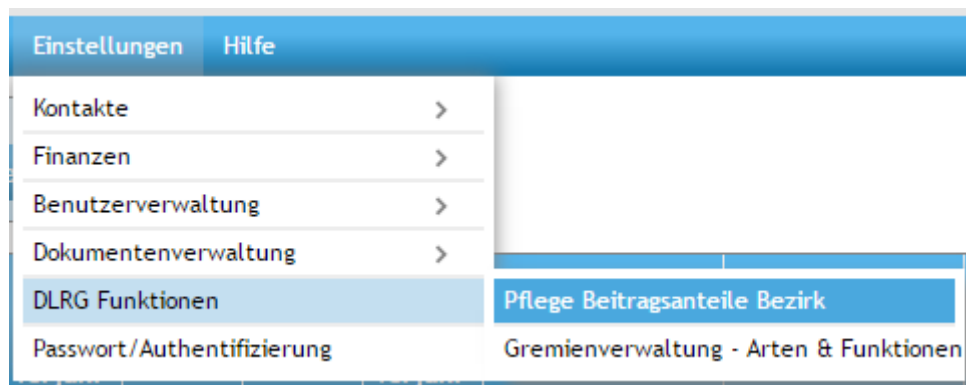 Einstellungen Hilfe
Kontakte
Finanzen
Benutzerverwaltung
Dokumentenverwaltung
DLRG Funktionen
Pflege Beitragsanteile Bezirk
Passwort/Authentifizierung
Gremienverwaltung - Arten & Funktionen